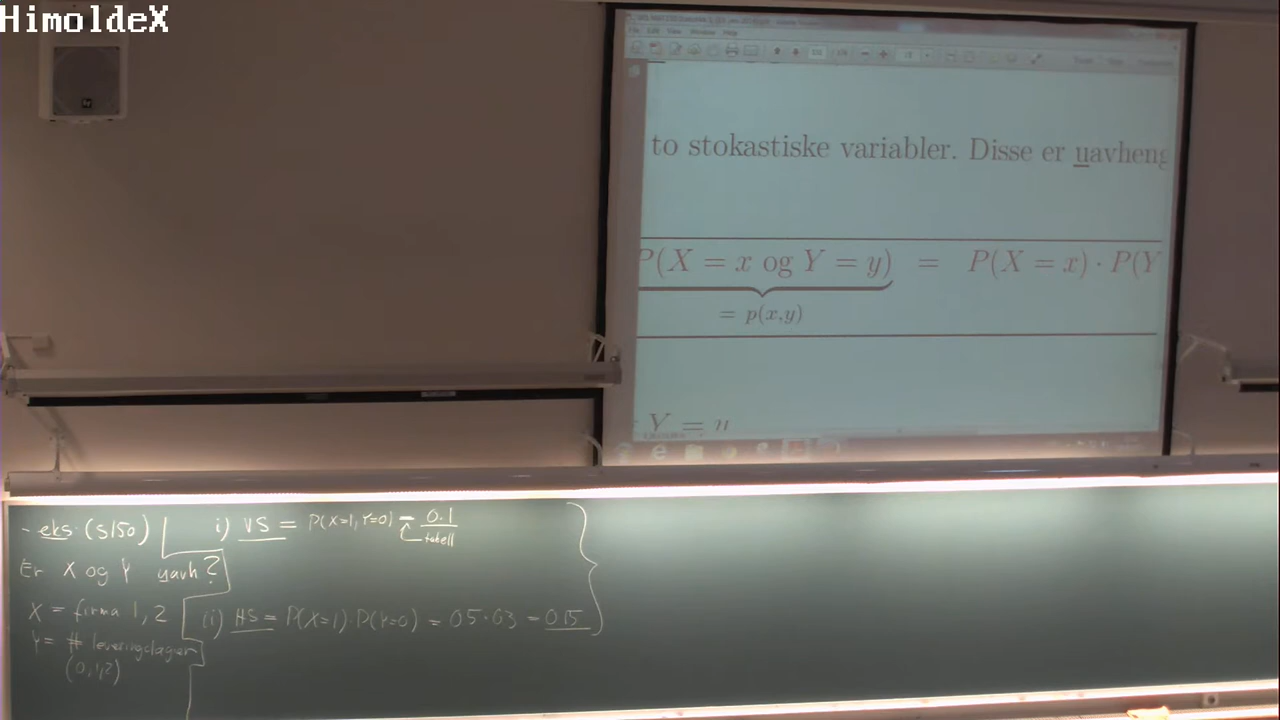 HimoldeX
to stokastiske variabler. Disse er uavheng
P(X = x og Y = y) = P(X = x) · P(Y
= p(x,y)
Y = y
- eks (s150)
Er X og Y uavh?
X = firma 1, 2
Y = # leveringsdager
(0,1,2)
i) VS = P(X=1, Y=0) = 0.1
tabell
ii) HS = P(X=1) · P(Y=0) = 0.5 · 0.3 = 0.15